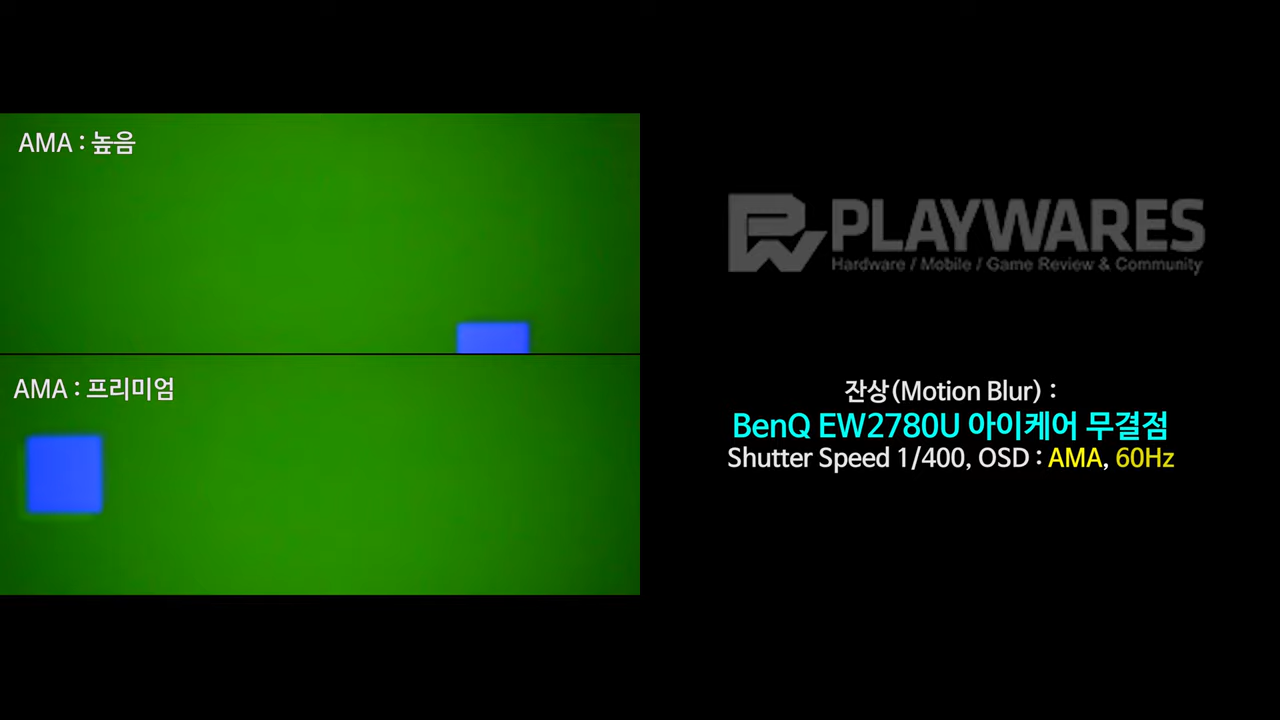 AMA : 높음
AMA : 프리미엄
PLAYWARES
Hardware / Mobile / Game Review & Community
잔상(Motion Blur) :
BenQ EW2780U 아이케어 무결점
Shutter Speed 1/400, OSD : AMA, 60Hz